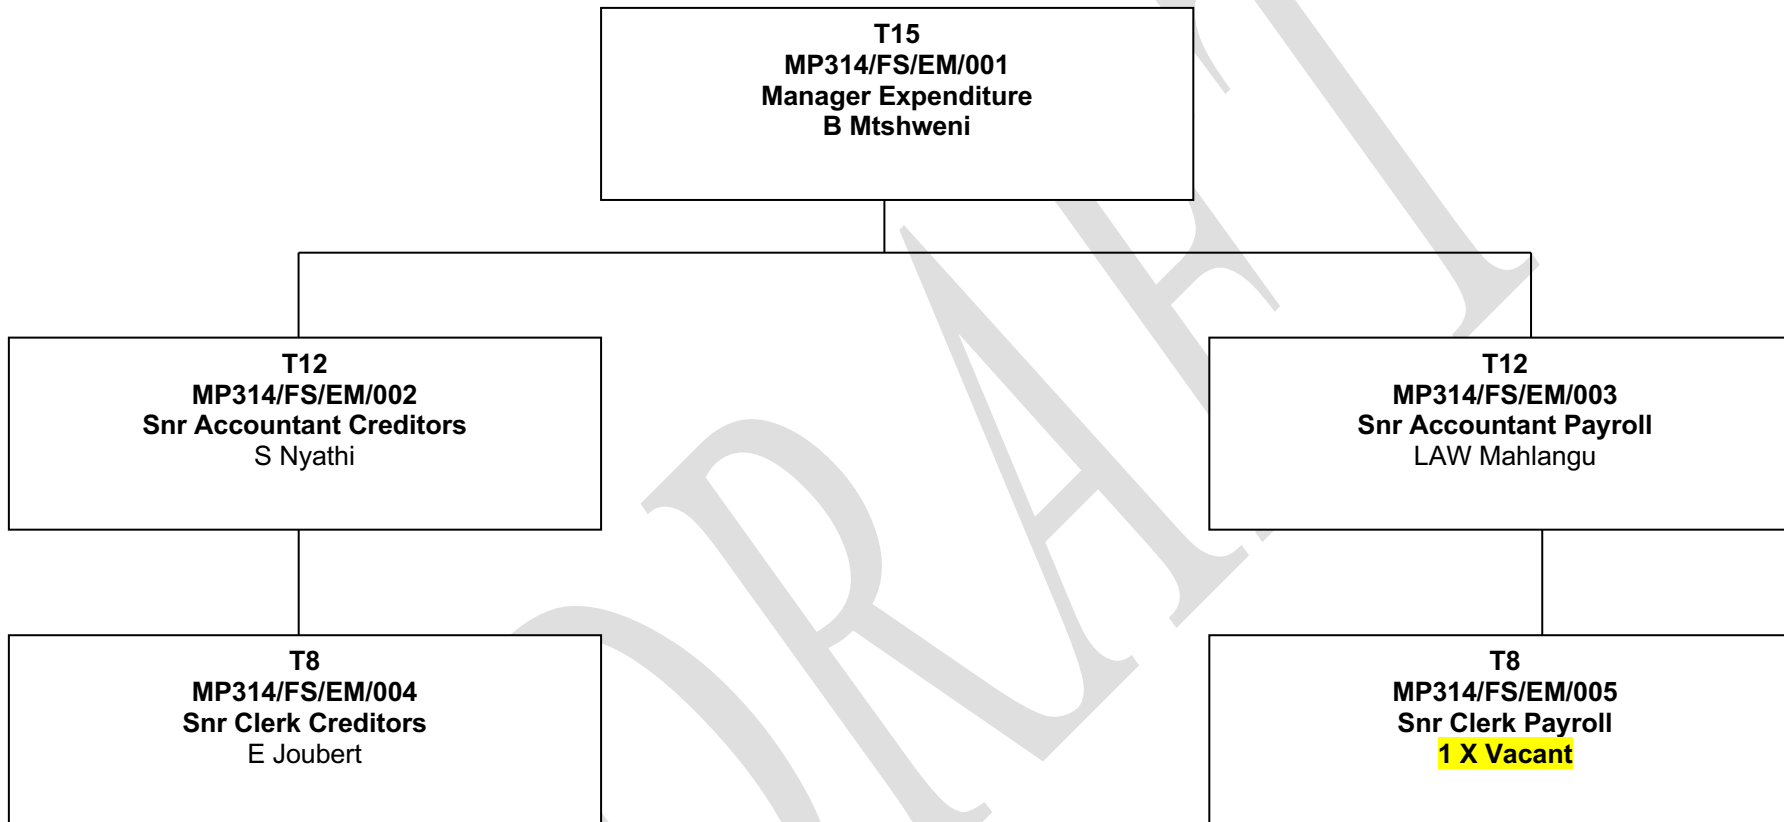 T15
MP314/FS/EM/001
Manager Expenditure
B Mtshweni
T12
MP314/FS/EM/002
Snr Accountant Creditors
S Nyathi
T12
MP314/FS/EM/003
Snr Accountant Payroll
LAW Mahlangu
T8
MP314/FS/EM/004
Snr Clerk Creditors
E Joubert
T8
MP314/FS/EM/005
Snr Clerk Payroll
1 X Vacant
DRAFT